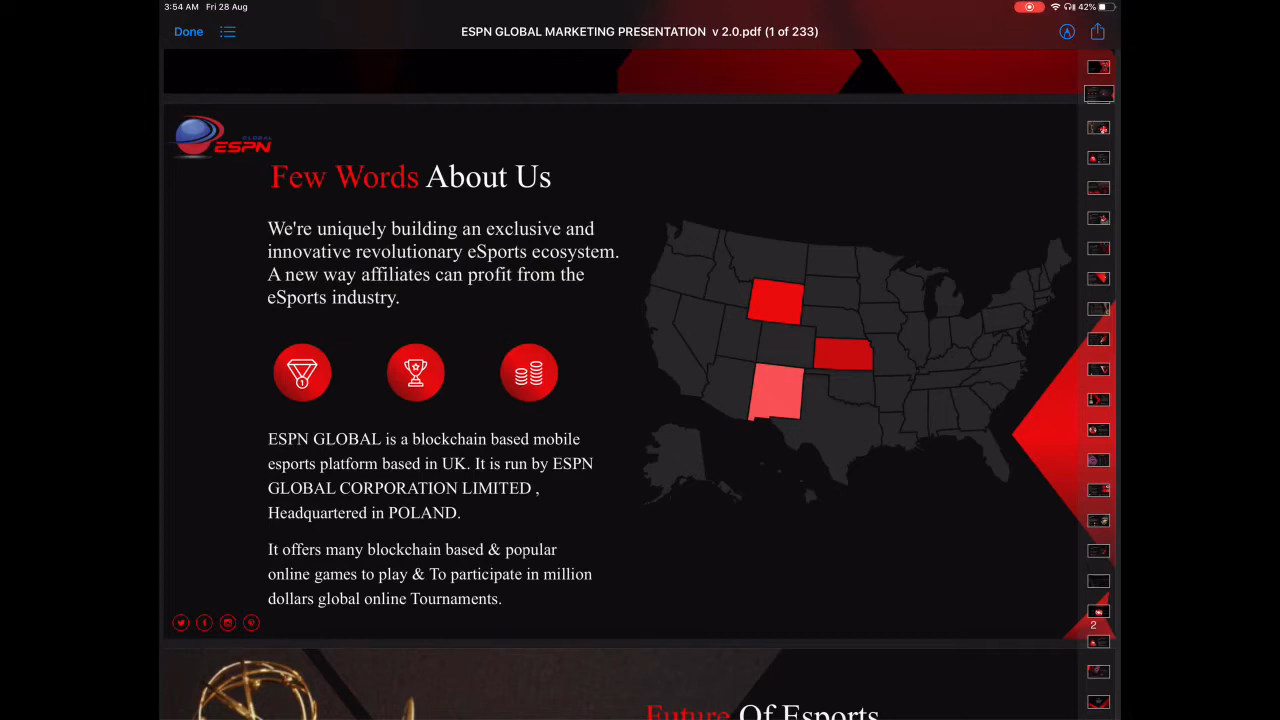 3:54 AM Fri 28 Aug
42%
Done
ESPN GLOBAL MARKETING PRESENTATION v 2.0.pdf (1 of 233)
GLOBAL
ESPN
Few Words About Us
We're uniquely building an exclusive and
innovative revolutionary eSports ecosystem.
A new way affiliates can profit from the
eSports industry.
1
ESPN GLOBAL is a blockchain based mobile
esports platform based in UK. It is run by ESPN
GLOBAL CORPORATION LIMITED ,
Headquartered in POLAND.
It offers many blockchain based & popular
online games to play & To participate in million
dollars global online Tournaments.
2
Future Of Esports